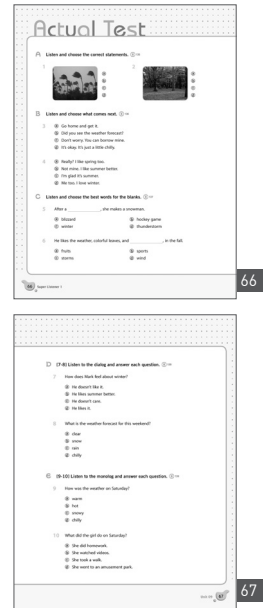 Actual Test
A Listen and choose the correct statements.
1 2
ⓐ ⓐ
ⓑ ⓑ
ⓒ ⓒ
ⓓ ⓓ
B Listen and choose what comes next.
3 ⓐ Go home and get it.
ⓑ Did you see the weather forecast?
ⓒ Don't worry. You can borrow mine.
ⓓ It's okay. It's just a little chilly.
4 ⓐ Really? I like spring too.
ⓑ Not mine. I like summer better.
ⓒ I'm glad it's summer.
ⓓ Me too. I love winter.
C Listen and choose the best words for the blanks.
5 After a ________, she makes a snowman.
ⓐ blizzard ⓑ hockey game
ⓒ winter ⓓ thunderstorm
6 He likes the weather, colorful leaves, and ________, in the fall.
ⓐ fruits ⓑ sports
ⓒ storms ⓓ wind
66 Super Listener 1
66
D [7-8] Listen to the dialog and answer each question.
7 How does Mark feel about winter?
ⓐ He doesn't like it.
ⓑ He likes summer better.
ⓒ He doesn't care.
ⓓ He likes it.
8 What is the weather forecast for this weekend?
ⓐ clear
ⓑ snow
ⓒ rain
ⓓ chilly
E [9-10] Listen to the monolog and answer each question.
9 How was the weather on Saturday?
ⓐ warm
ⓑ hot
ⓒ snowy
ⓓ chilly
10 What did the girl do on Saturday?
ⓐ She did homework.
ⓑ She watched videos.
ⓒ She took a walk.
ⓓ She went to an amusement park.
67
67